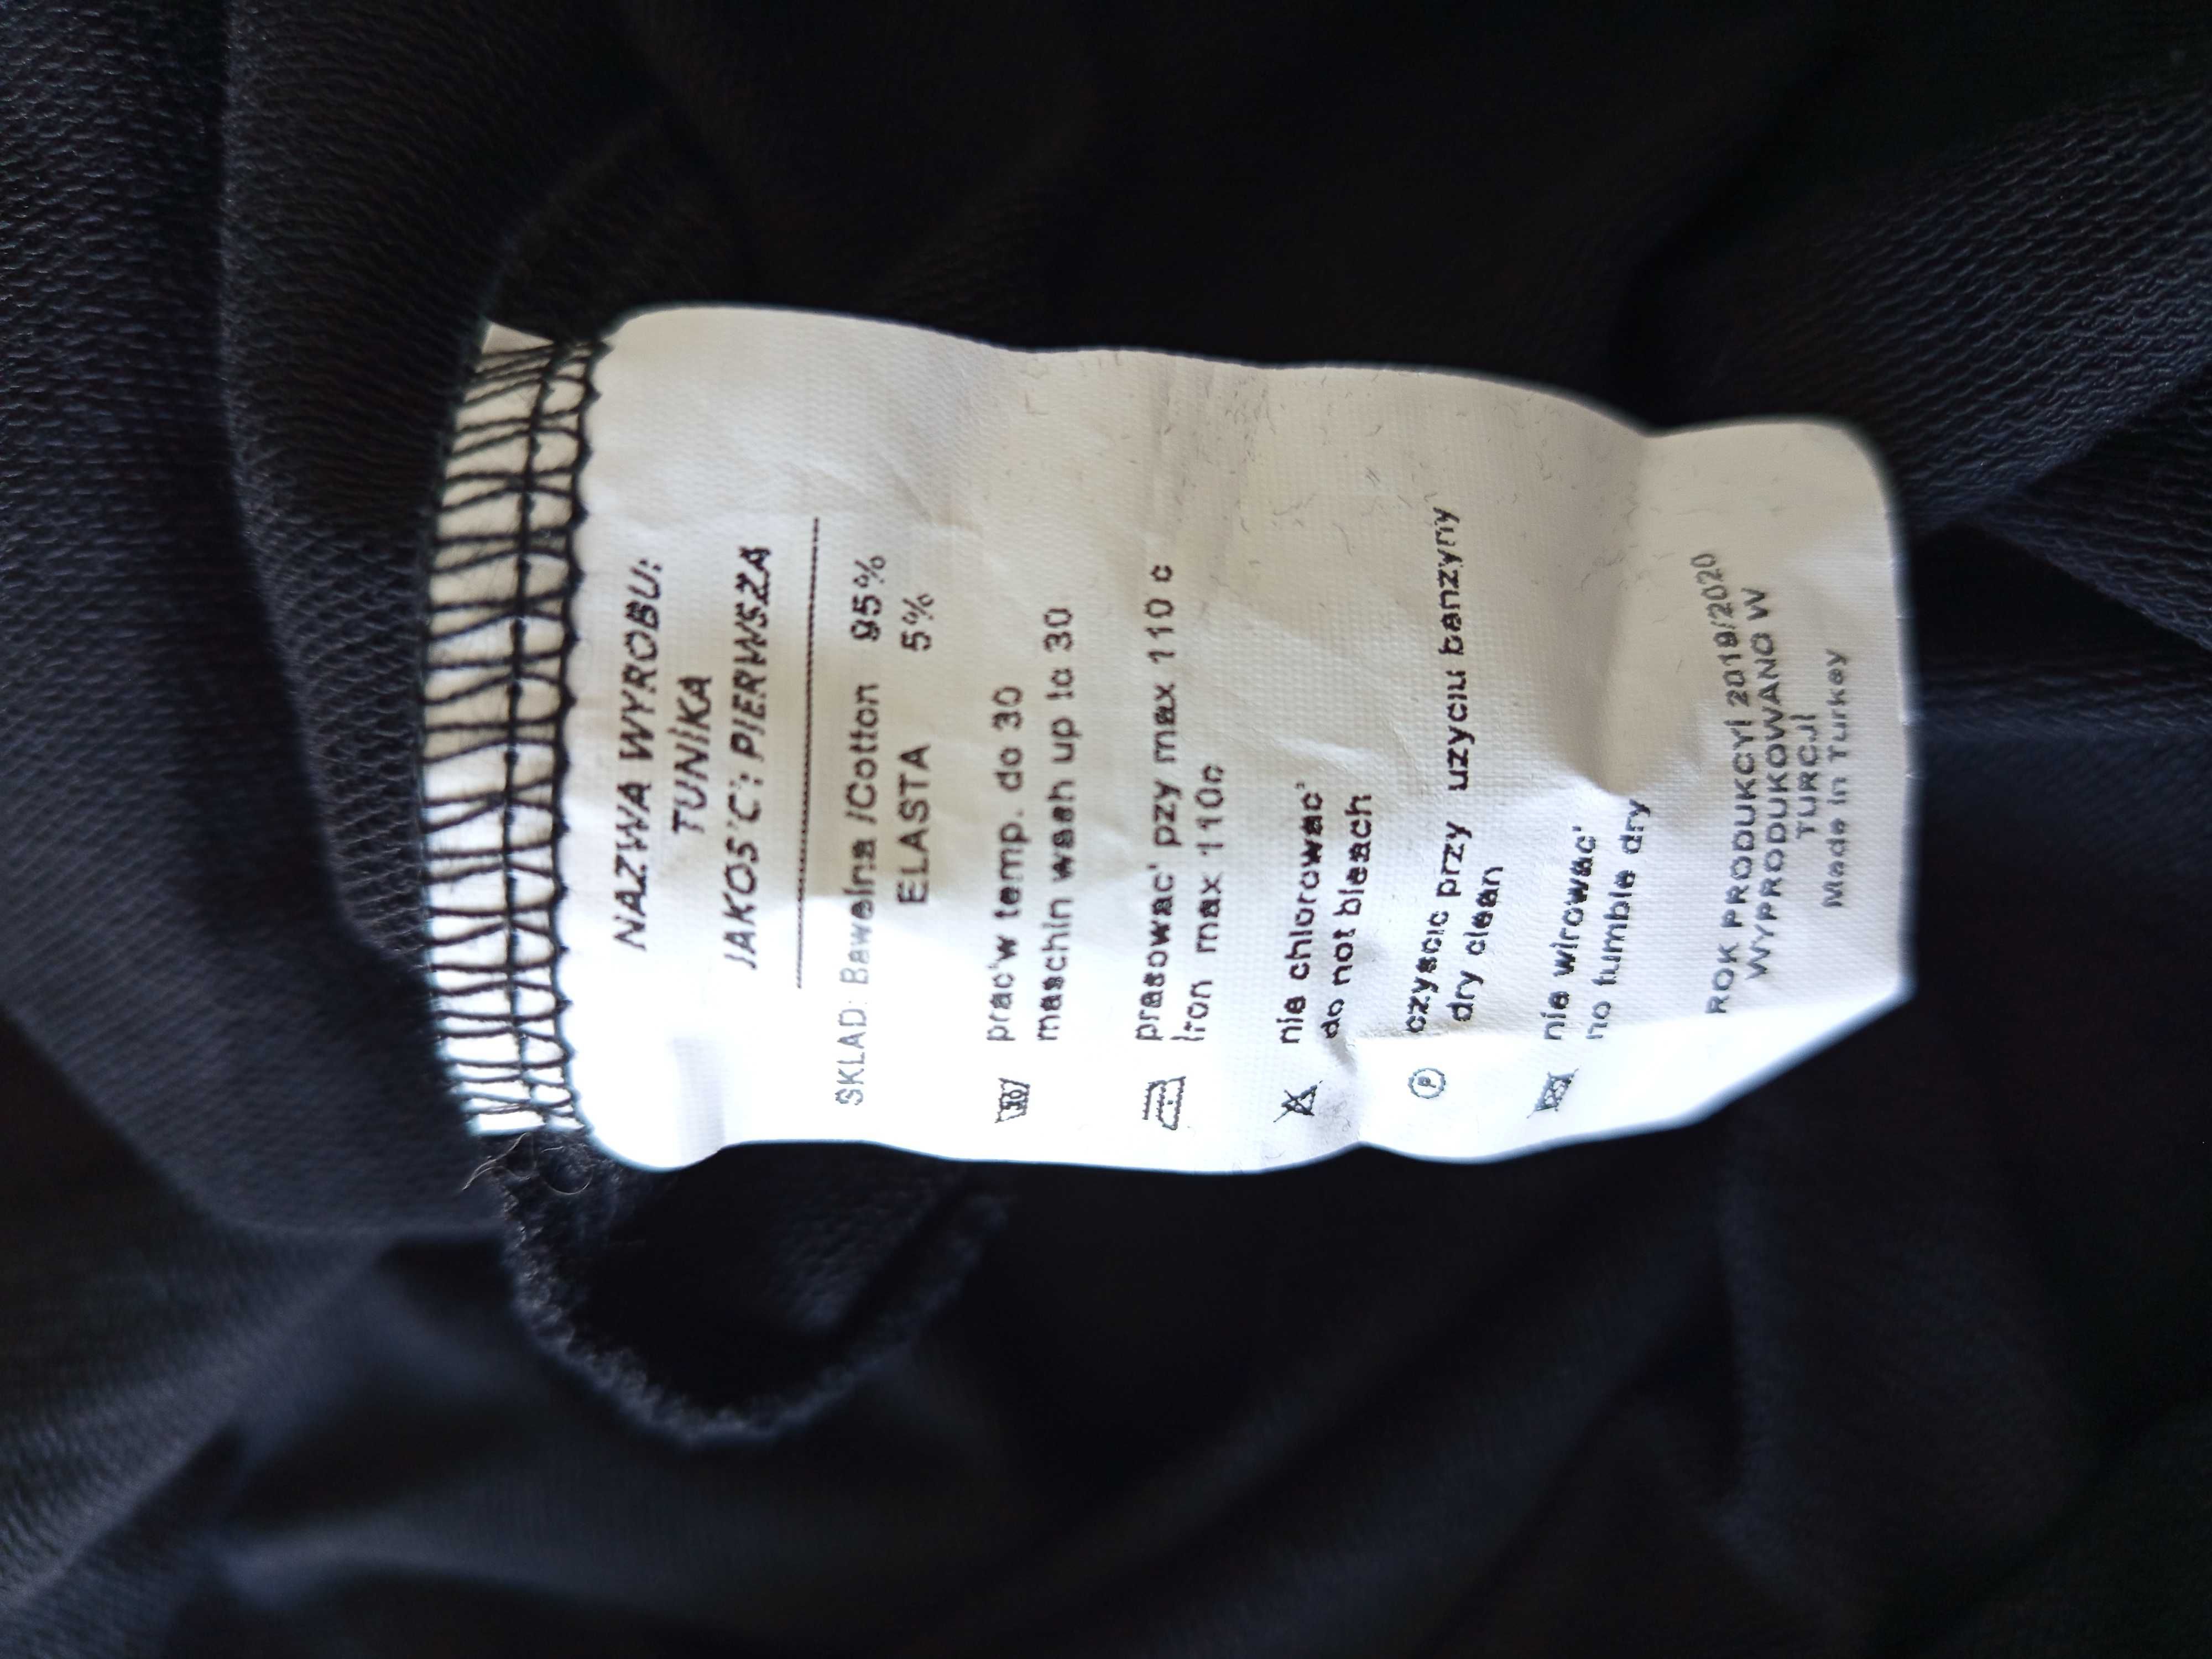 NAZWA WYROBU:
TUNIKA
JAKOS'C': PIERWSZA
SKLAD: Bawelna /Cotton 95%
ELASTA 5%
30
prac'w temp. do 30
maschin wash up to 30
prasowac' pzy max 110 c
Iron max 110c
nie chlorowac'
do not bleach
P
czyscic przy uzyciu benzyny
dry clean
nie wirowac'
no tumble dry
ROK PRODUKCYI 2019/2020
WYPRODUKOWANO W
TURCJI
Made in Turkey